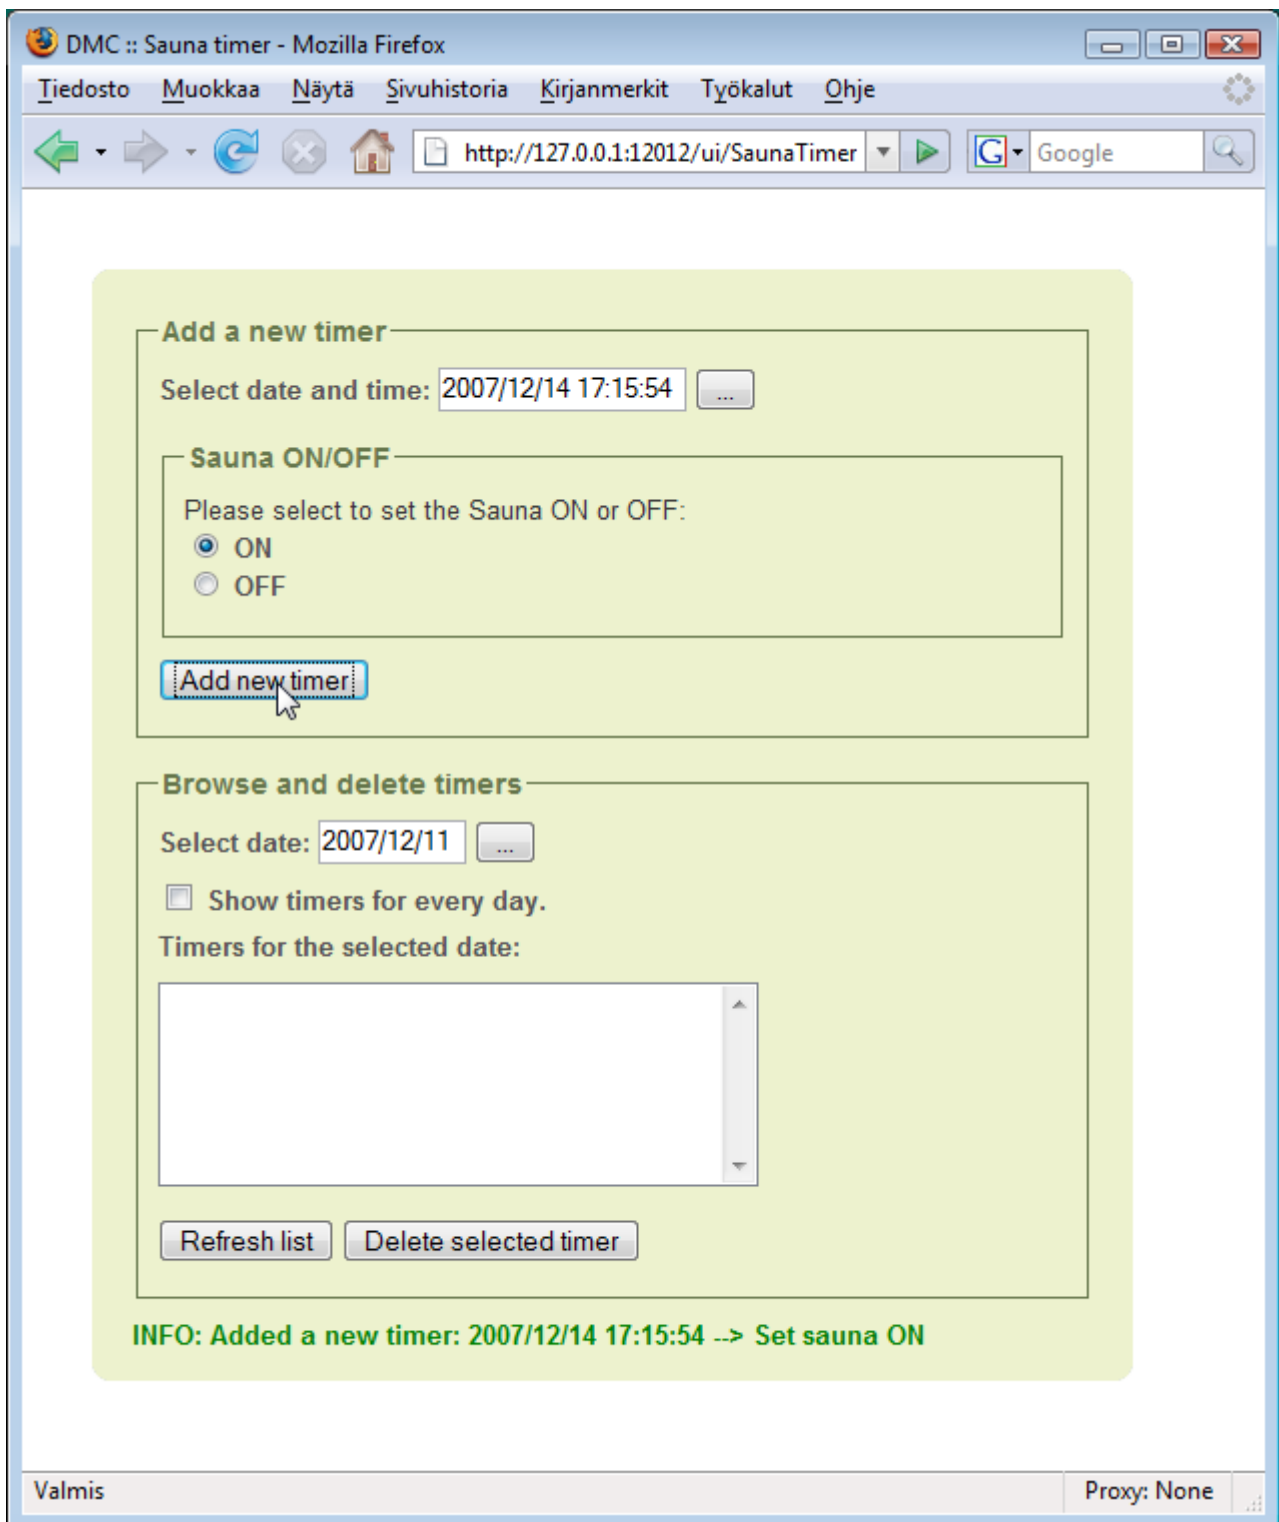 DMC :: Sauna timer - Mozilla Firefox
Tiedosto Muokkaa Näytä Sivuhistoria Kirjanmerkit Työkalut Ohje
http://127.0.0.1:12012/ui/SaunaTimer G Google
Add a new timer
Select date and time: 2007/12/14 17:15:54 ...
Sauna ON/OFF
Please select to set the Sauna ON or OFF:
ON
OFF
Add new timer
Browse and delete timers
Select date: 2007/12/11 ...
Show timers for every day.
Timers for the selected date:
Refresh list Delete selected timer
INFO: Added a new timer: 2007/12/14 17:15:54 --> Set sauna ON
Valmis Proxy: None